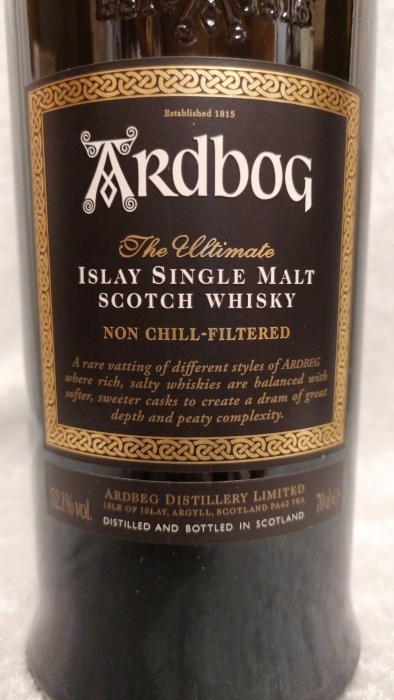 Established 1815
ARDBOG
The Ultimate
ISLAY SINGLE MALT
SCOTCH WHISKY
NON CHILL-FILTERED
A rare vatting of different styles of ARDBEG
where rich, salty whiskies are balanced with
softer, sweeter casks to create a dram of great
depth and peaty complexity.
52.1% vol.
ARDBEG DISTILLERY LIMITED
ISLE OF ISLAY, ARGYLL, SCOTLAND PA42 7EA
DISTILLED AND BOTTLED IN SCOTLAND
70 cl e